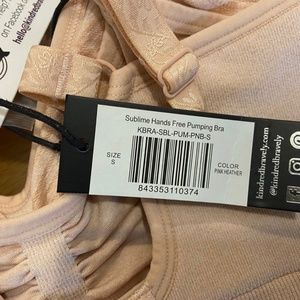 help?
on Facebook
hello@kindredbravely
Sublime Hands Free Pumping Bra
KBRA-SBL-PUM-PNB-S
SIZE
S
COLOR
PINK HEATHER
843353110374
kindredbravely.com
@kindredbravely